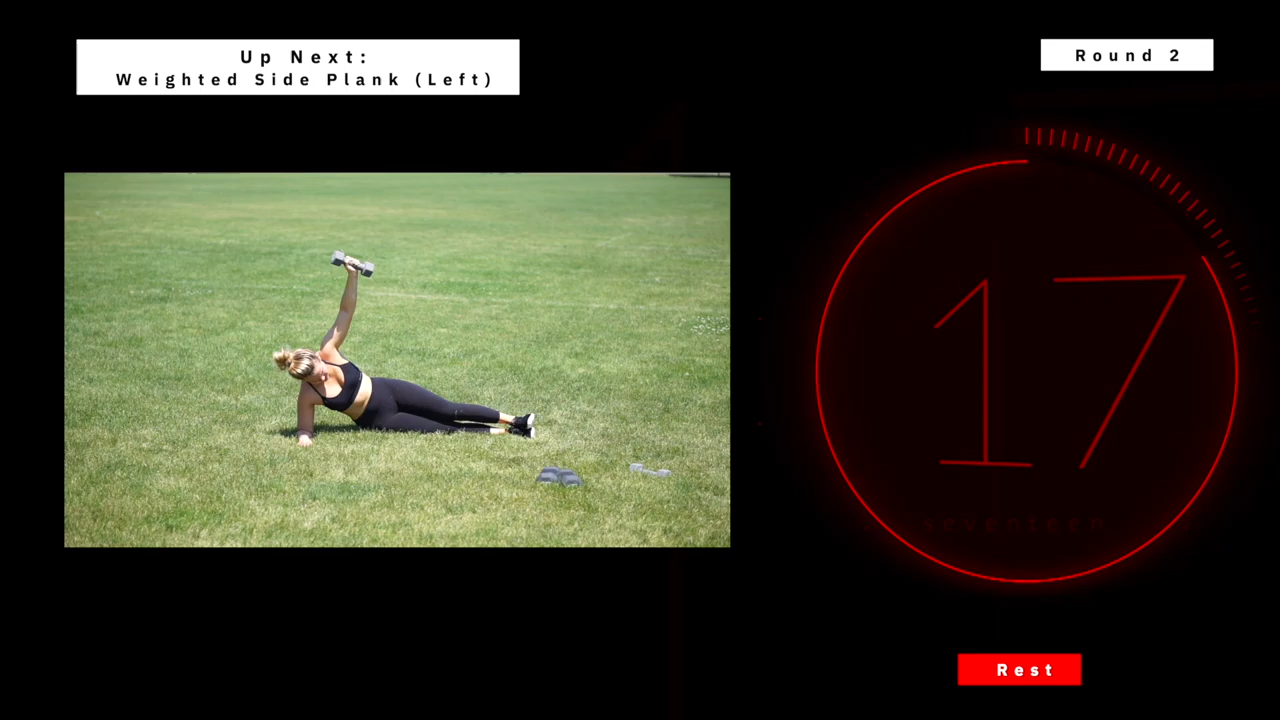 Up Next:
Weighted Side Plank (Left)
Round 2
17
seventeen
Rest